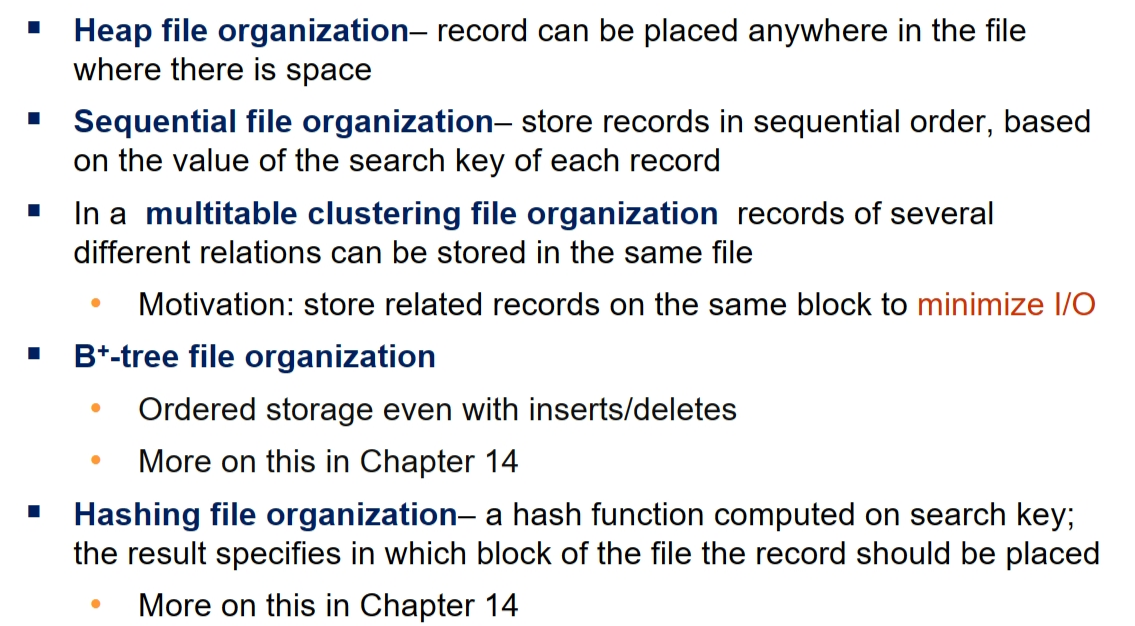 ▪ Heap file organization– record can be placed anywhere in the file
where there is space
▪ Sequential file organization– store records in sequential order, based
on the value of the search key of each record
▪ In a multitable clustering file organization records of several
different relations can be stored in the same file
• Motivation: store related records on the same block to minimize I/O
▪ B⁺-tree file organization
• Ordered storage even with inserts/deletes
• More on this in Chapter 14
▪ Hashing file organization– a hash function computed on search key;
the result specifies in which block of the file the record should be placed
• More on this in Chapter 14